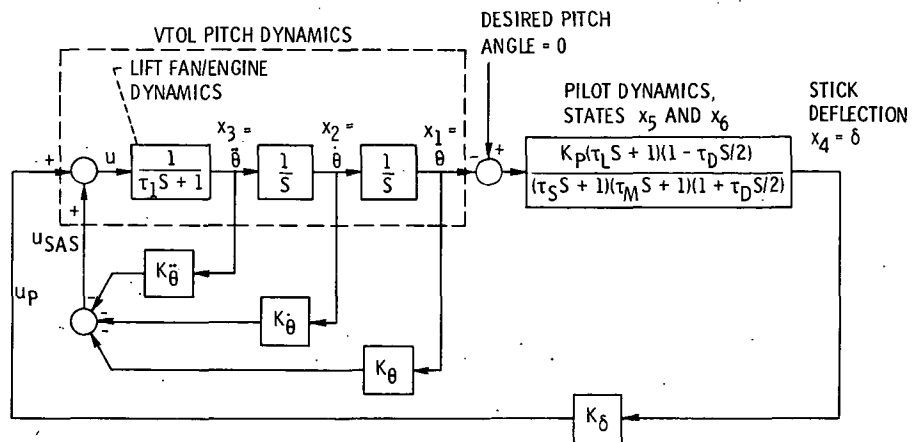 VTOL PITCH DYNAMICS
LIFT FAN/ENGINE
DYNAMICS
DESIRED PITCH
ANGLE = 0
PILOT DYNAMICS,
STATES x5 AND x6
STICK
DEFLECTION
x4 = δ
+
u
1
τ1S + 1
x3 =
θ̈
1
S
x2 =
θ̇
1
S
x1 =
θ
-
+
KP(τLS + 1)(1 - τDS/2)
(τSS + 1)(τMS + 1)(1 + τDS/2)
+
uSAS
uP
-
-
-
Kθ̈
Kθ̇
Kθ
Kδ